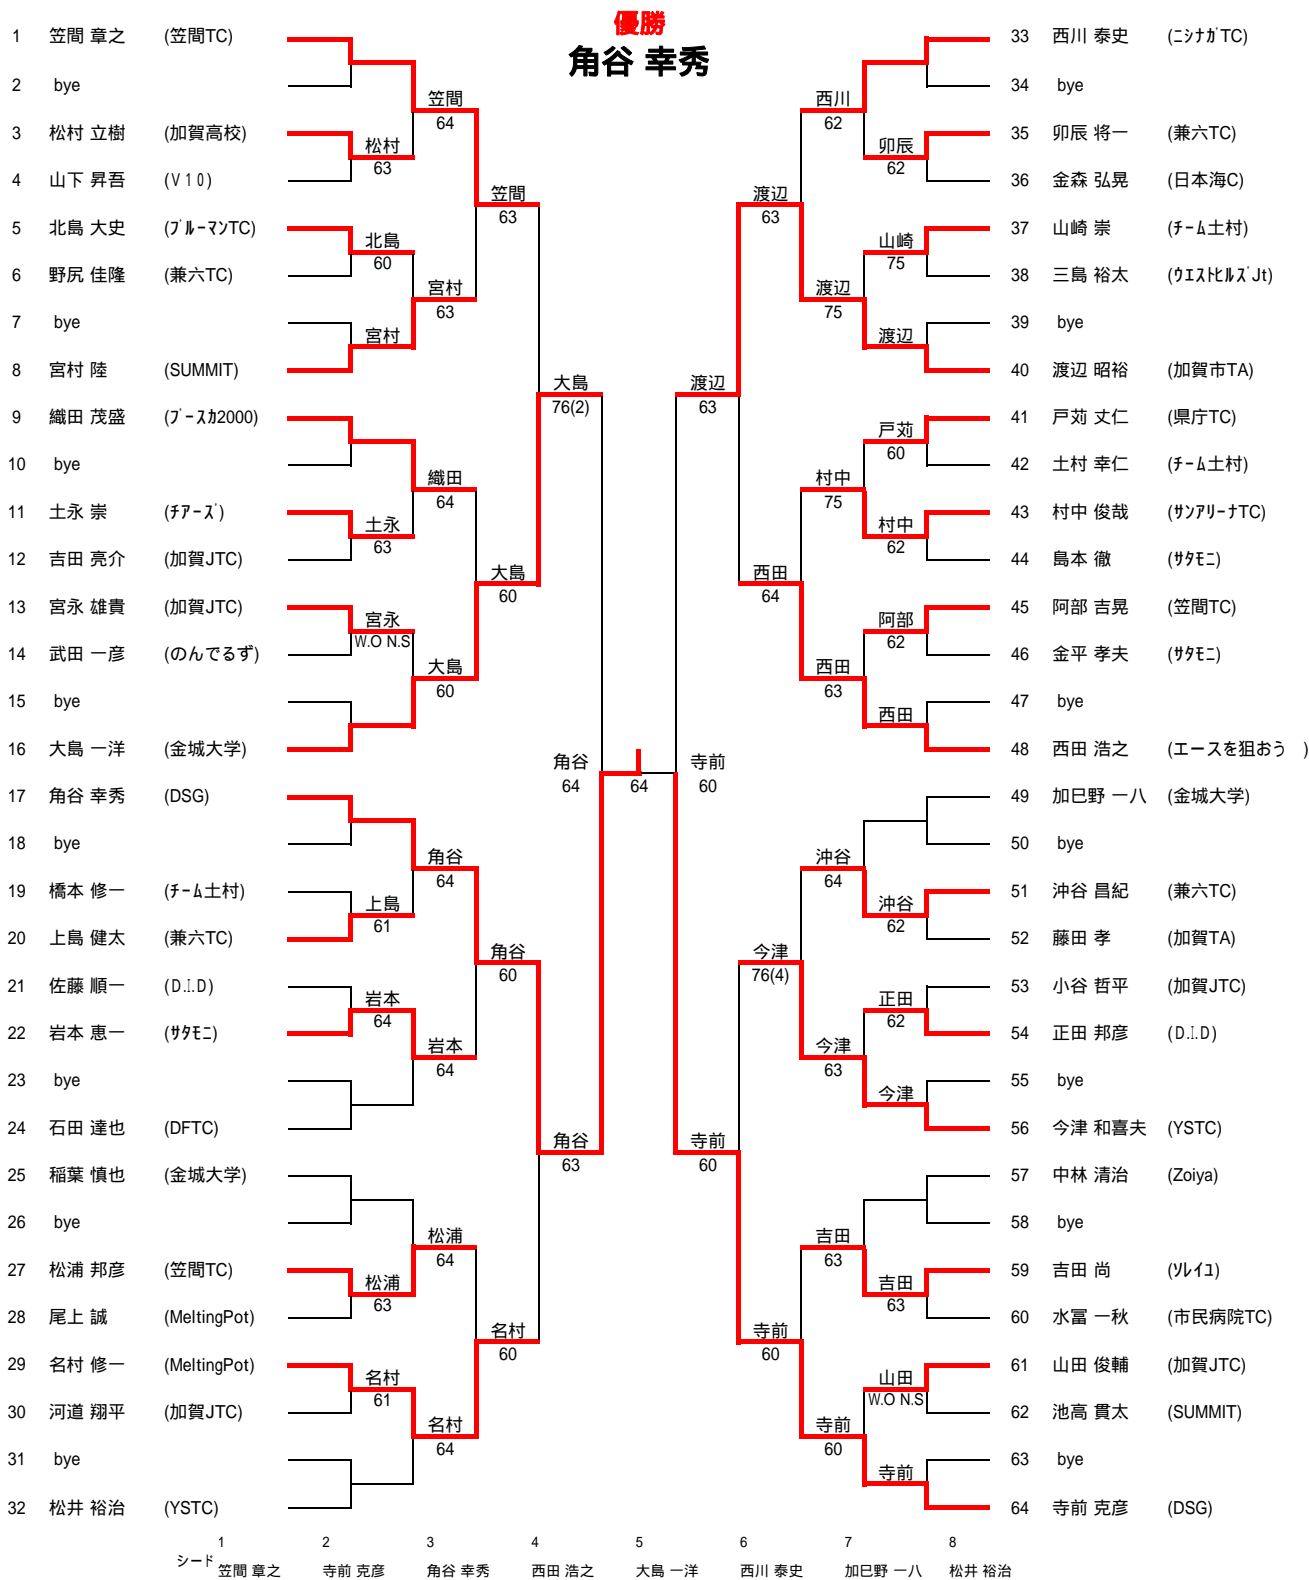 優勝
角谷 幸秀
1 笠間 章之 (笠間TC)
2 bye
3 松村 立樹 (加賀高校)
4 山下 昇吾 (V10)
5 北島 大史 (ブルーマンTC)
6 野尻 佳隆 (兼六TC)
7 bye
8 宮村 陸 (SUMMIT)
9 織田 茂盛 (ブースカ2000)
10 bye
11 土永 崇 (チアーズ)
12 吉田 亮介 (加賀JTC)
13 宮永 雄貴 (加賀JTC)
14 武田 一彦 (のんでるず)
15 bye
16 大島 一洋 (金城大学)
17 角谷 幸秀 (DSG)
18 bye
19 橋本 修一 (チーム土村)
20 上島 健太 (兼六TC)
21 佐藤 順一 (D.I.D)
22 岩本 恵一 (サタモニ)
23 bye
24 石田 達也 (DFTC)
25 稲葉 慎也 (金城大学)
26 bye
27 松浦 邦彦 (笠間TC)
28 尾上 誠 (MeltingPot)
29 名村 修一 (MeltingPot)
30 河道 翔平 (加賀JTC)
31 bye
32 松井 裕治 (YSTC)
松村
63
北島
60
宮村
土永
63
宮永
W.O N.S
上島
61
岩本
64
松浦
63
名村
61
笠間
64
宮村
63
織田
64
大島
60
角谷
64
岩本
64
松浦
64
名村
64
笠間
63
大島
60
角谷
60
名村
60
大島
76(2)
角谷
63
角谷
64
64
寺前
60
渡辺
63
寺前
60
渡辺
63
西田
64
今津
76(4)
寺前
60
西川
62
渡辺
75
村中
75
西田
63
沖谷
64
今津
63
吉田
63
寺前
60
卯辰
62
山崎
75
渡辺
戸苅
60
村中
62
阿部
62
西田
沖谷
62
正田
62
今津
吉田
63
山田
W.O N.S
寺前
33 西川 泰史 (ニシナガTC)
34 bye
35 卯辰 将一 (兼六TC)
36 金森 弘晃 (日本海C)
37 山崎 崇 (チーム土村)
38 三島 裕太 (ウエストヒルズJt)
39 bye
40 渡辺 昭裕 (加賀市TA)
41 戸苅 丈仁 (県庁TC)
42 土村 幸仁 (チーム土村)
43 村中 俊哉 (サンアリーナTC)
44 島本 徹 (サタモニ)
45 阿部 吉晃 (笠間TC)
46 金平 孝夫 (サタモニ)
47 bye
48 西田 浩之 (エースを狙おう )
49 加巳野 一八 (金城大学)
50 bye
51 沖谷 昌紀 (兼六TC)
52 藤田 孝 (加賀TA)
53 小谷 哲平 (加賀JTC)
54 正田 邦彦 (D.I.D)
55 bye
56 今津 和喜夫 (YSTC)
57 中林 清治 (Zoiya)
58 bye
59 吉田 尚 (ソレイユ)
60 水冨 一秋 (市民病院TC)
61 山田 俊輔 (加賀JTC)
62 池高 貫太 (SUMMIT)
63 bye
64 寺前 克彦 (DSG)
1 2 3 4 5 6 7 8
シード 笠間 章之 寺前 克彦 角谷 幸秀 西田 浩之 大島 一洋 西川 泰史 加巳野 一八 松井 裕治